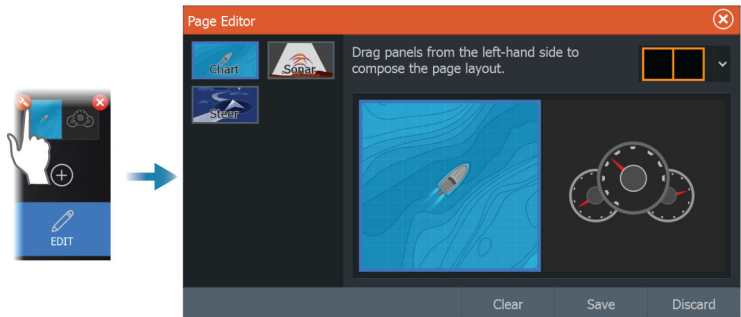 Page Editor
Chart
Sonar
Steer
Drag panels from the left-hand side to
compose the page layout.
EDIT
Clear
Save
Discard